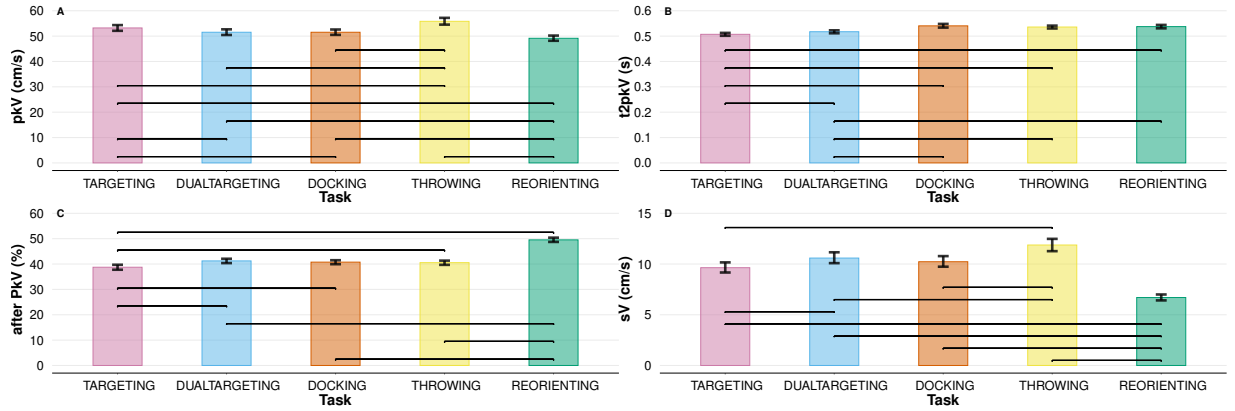 A
pkV (cm/s)
60
50
40
30
20
10
0
TARGETING DUALTARGETING DOCKING THROWING REORIENTING
Task
B
t2pkV (s)
0.6
0.5
0.4
0.3
0.2
0.1
0.0
TARGETING DUALTARGETING DOCKING THROWING REORIENTING
Task
C
after PkV (%)
60
50
40
30
20
10
0
TARGETING DUALTARGETING DOCKING THROWING REORIENTING
Task
D
sV (cm/s)
15
10
5
0
TARGETING DUALTARGETING DOCKING THROWING REORIENTING
Task